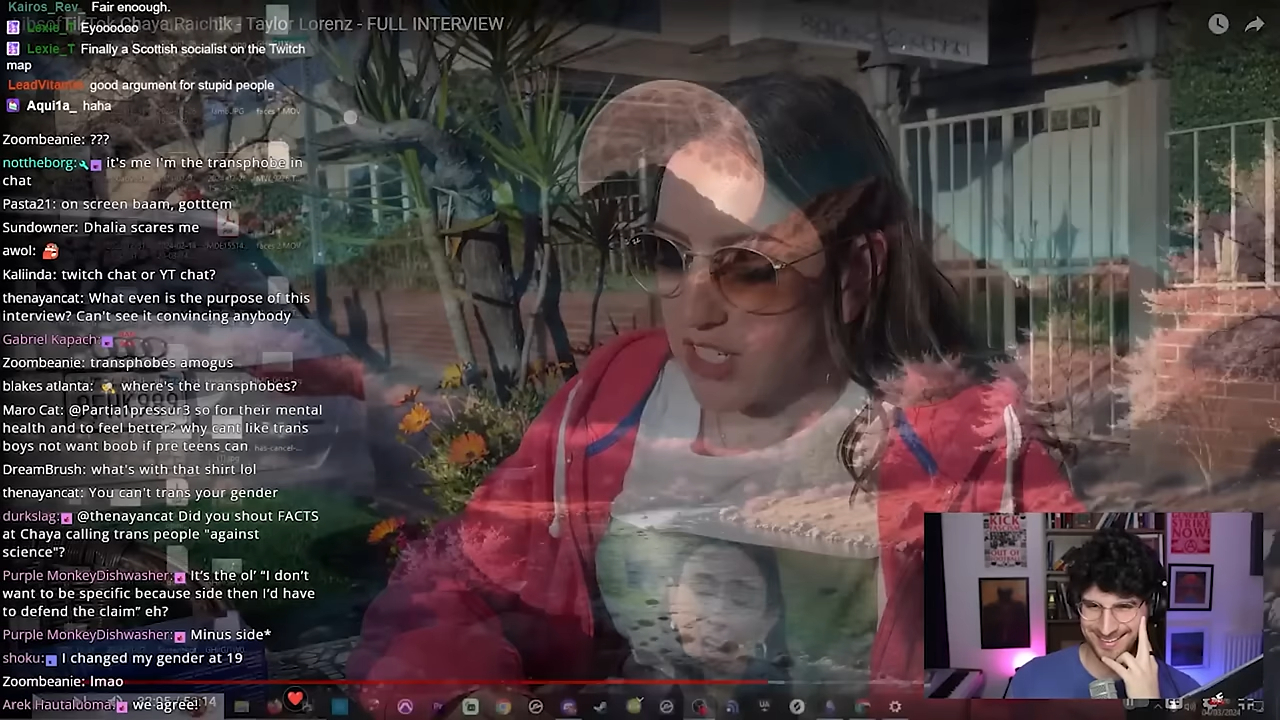 Kairos_Rev_ Fair enough.
TikTok Chaya Raichik - Taylor Lorenz - FULL INTERVIEW
Lexie_T Eyoooooo
Lexie_T Finally a Scottish socialist on the Twitch
map
good argument for stupid people
Aqui1a_ haha
Zoombeanie: ???
nottheborg: it's me I'm the transphobe in
chat
Pasta21: on screen baam, gotttem
Sundowner: Dhalia scares me
awol:
Kaliinda: twitch chat or YT chat?
thenayancat: What even is the purpose of this
interview? Can't see it convincing anybody
Gabriel Kapach:
Zoombeanie: transphobes amogus
blakes atlanta: where's the transphobes?
Maro Cat: @Partia1pressur3 so for their mental
health and to feel better? why cant like trans
boys not want boob if pre teens can
DreamBrush: what's with that shirt lol
thenayancat: You can't trans your gender
durkslag: @thenayancat Did you shout FACTS
at Chaya calling trans people "against
science"?
Purple MonkeyDishwasher: It's the ol' "I don't
want to be specific because side then I'd have
to defend the claim" eh?
Purple MonkeyDishwasher: Minus side*
shoku: I changed my gender at 19
Zoombeanie: lmao
Arek Hautaluoma: we agree!
KICK
OUT OF
FOOTBALL
GENERAL
STRIKE
NOW!